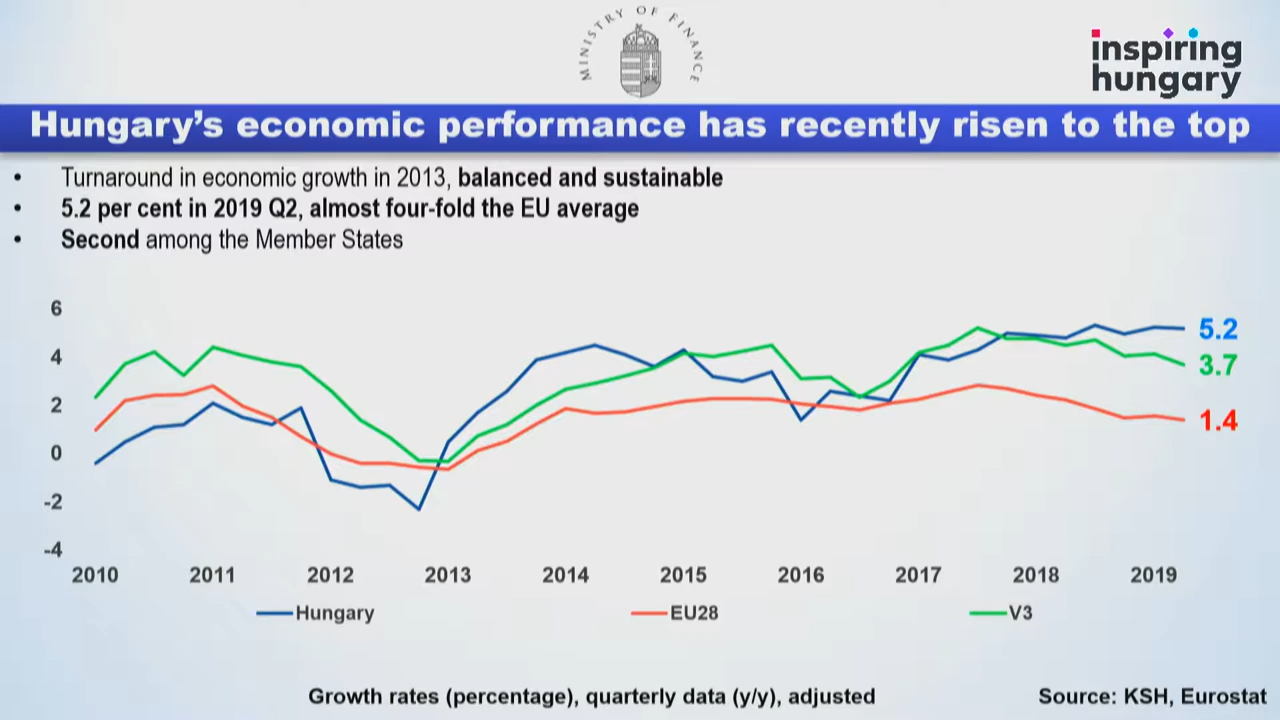 MINISTRY OF FINANCE
inspiring
hungary
Hungary's economic performance has recently risen to the top
• Turnaround in economic growth in 2013, balanced and sustainable
• 5.2 per cent in 2019 Q2, almost four-fold the EU average
• Second among the Member States
6
4
2
0
-2
-4
5.2
3.7
1.4
2010 2011 2012 2013 2014 2015 2016 2017 2018 2019
Hungary EU28 V3
Growth rates (percentage), quarterly data (y/y), adjusted
Source: KSH, Eurostat